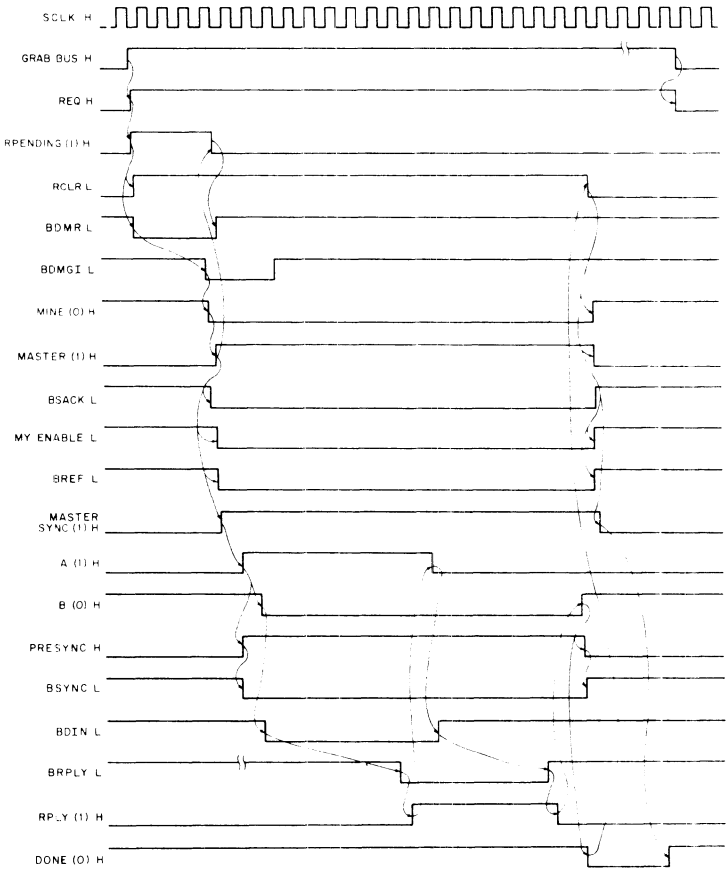 SCLK H
GRAB BUS H
REQ H
RPENDING (1) H
RCLR L
BDMR L
BDMGI L
MINE (0) H
MASTER (1) H
BSACK L
MY ENABLE L
BREF L
MASTER
SYNC (1) H
A (1) H
B (0) H
PRESYNC H
BSYNC L
BDIN L
BRPLY L
RPLY (1) H
DONE (0) H